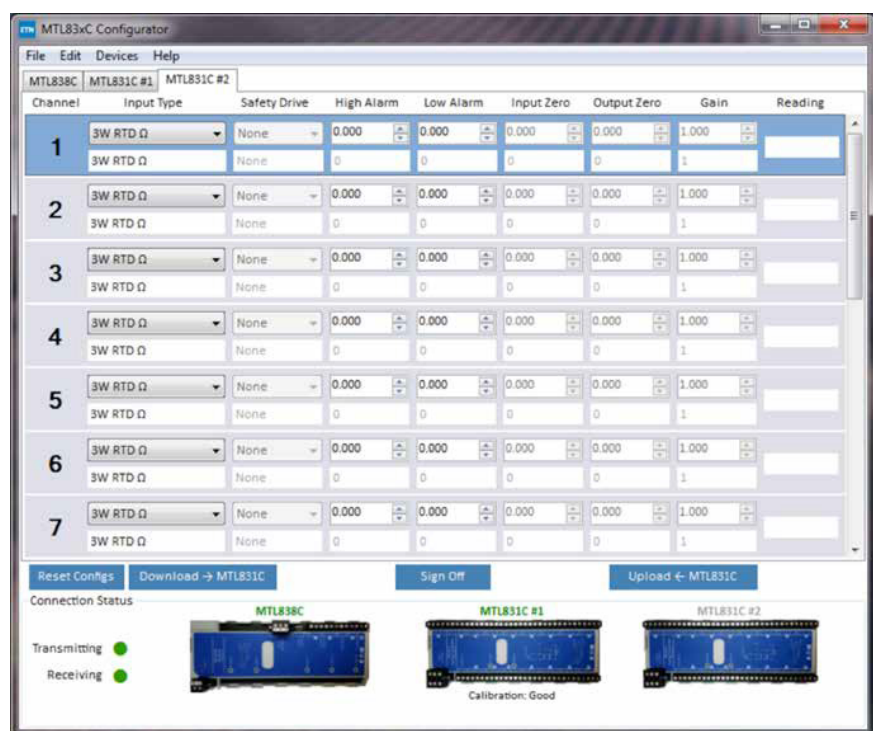 ETN MTL83xC Configurator
File Edit Devices Help
MTL838C MTL831C #1 MTL831C #2
Channel Input Type Safety Drive High Alarm Low Alarm Input Zero Output Zero Gain Reading
1 3W RTD Ω None 0.000 0.000 0.000 0.000 1.000
3W RTD Ω None 0 0 0 0 1
2 3W RTD Ω None 0.000 0.000 0.000 0.000 1.000
3W RTD Ω None 0 0 0 0 1
3 3W RTD Ω None 0.000 0.000 0.000 0.000 1.000
3W RTD Ω None 0 0 0 0 1
4 3W RTD Ω None 0.000 0.000 0.000 0.000 1.000
3W RTD Ω None 0 0 0 0 1
5 3W RTD Ω None 0.000 0.000 0.000 0.000 1.000
3W RTD Ω None 0 0 0 0 1
6 3W RTD Ω None 0.000 0.000 0.000 0.000 1.000
3W RTD Ω None 0 0 0 0 1
7 3W RTD Ω None 0.000 0.000 0.000 0.000 1.000
3W RTD Ω None 0 0 0 0 1
Reset Configs Download → MTL831C Sign Off Upload ← MTL831C
Connection Status
MTL838C MTL831C #1 MTL831C #2
Transmitting
Receiving
Calibration: Good